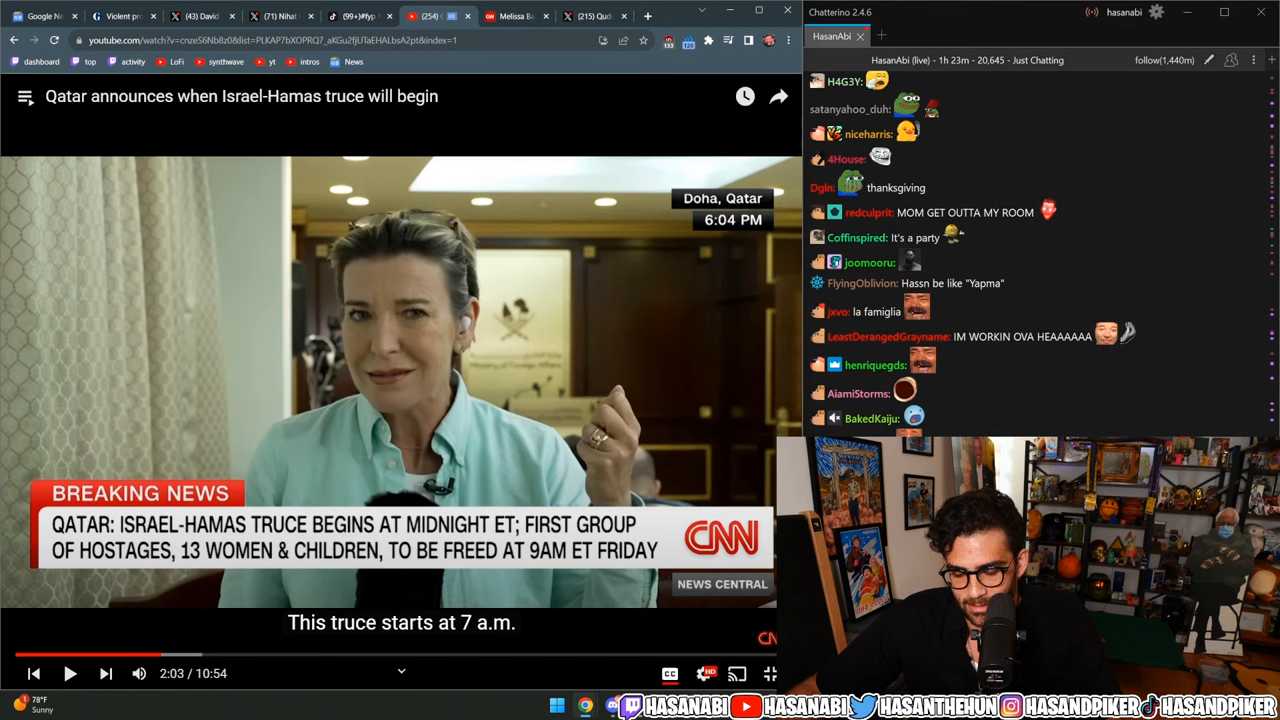 Google Ne
Violent pr
(43) David
(71) Nihat
(99+)#fyp
(254)
Melissa Ba
(215) Quds
youtube.com/watch?v=cnzeS6Nb8z0&list=PLKAP7bXOPRQ7_aKGu2fjUTaEHALbsA2pt&index=1
133
120
dashboard
top
activity
LoFi
synthwave
yt
intros
News
Qatar announces when Israel-Hamas truce will begin
Doha, Qatar
6:04 PM
BREAKING NEWS
QATAR: ISRAEL-HAMAS TRUCE BEGINS AT MIDNIGHT ET; FIRST GROUP
OF HOSTAGES, 13 WOMEN & CHILDREN, TO BE FREED AT 9AM ET FRIDAY
CNN
NEWS CENTRAL
This truce starts at 7 a.m.
2:03 / 10:54
CC
HD
78°F
Sunny
Chatterino 2.4.6
hasanabi
HasanAbi
HasanAbi (live) - 1h 23m - 20,645 - Just Chatting
follow(1,440m)
H4G3Y:
satanyahoo_duh:
niceharris:
4House:
Dgln: thanksgiving
redculprit: MOM GET OUTTA MY ROOM
Coffinspired: It's a party
joomooru:
FlyingOblivion: Hassn be like "Yapma"
jxvo: la famiglia
LeastDerangedGrayname: IM WORKIN OVA HEAAAAAA
henriquegds:
AiamiStorms:
BakedKaiju:
HASANABI
HASANABI
HASANTHEHUN
HASANDPIKER
HASANDPIKER